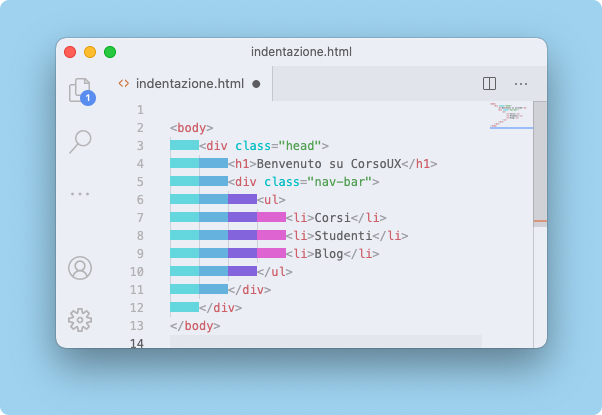 indentazione.html
<> indentazione.html ●
1
1
2 <body>
3 <div class="head">
4 <h1>Benvenuto su CorsoUX</h1>
5 <div class="nav-bar">
6 <ul>
7 <li>Corsi</li>
8 <li>Studenti</li>
9 <li>Blog</li>
10 </ul>
11 </div>
12 </div>
13 </body>
14